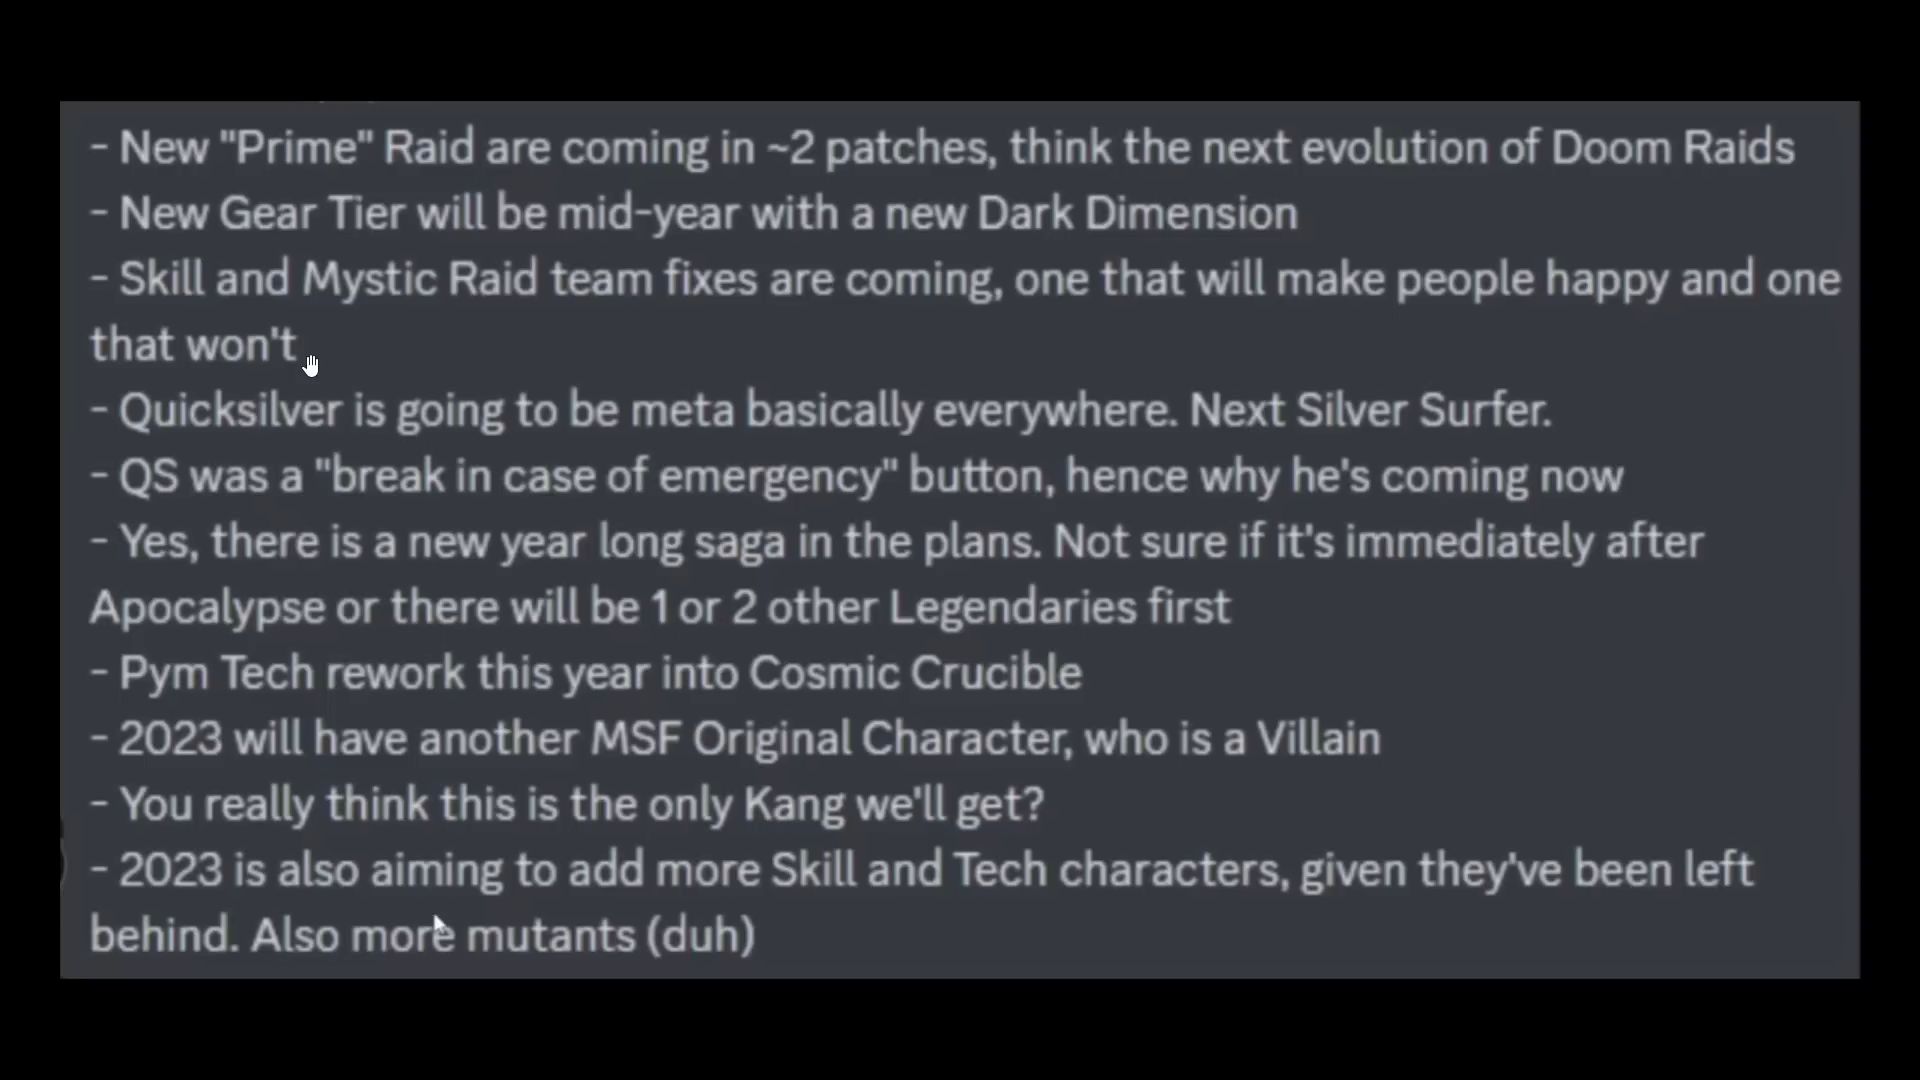 - New "Prime" Raid are coming in ~2 patches, think the next evolution of Doom Raids
- New Gear Tier will be mid-year with a new Dark Dimension
- Skill and Mystic Raid team fixes are coming, one that will make people happy and one
that won't
- Quicksilver is going to be meta basically everywhere. Next Silver Surfer.
- QS was a "break in case of emergency" button, hence why he's coming now
- Yes, there is a new year long saga in the plans. Not sure if it's immediately after
Apocalypse or there will be 1 or 2 other Legendaries first
- Pym Tech rework this year into Cosmic Crucible
- 2023 will have another MSF Original Character, who is a Villain
- You really think this is the only Kang we'll get?
- 2023 is also aiming to add more Skill and Tech characters, given they've been left
behind. Also more mutants (duh)